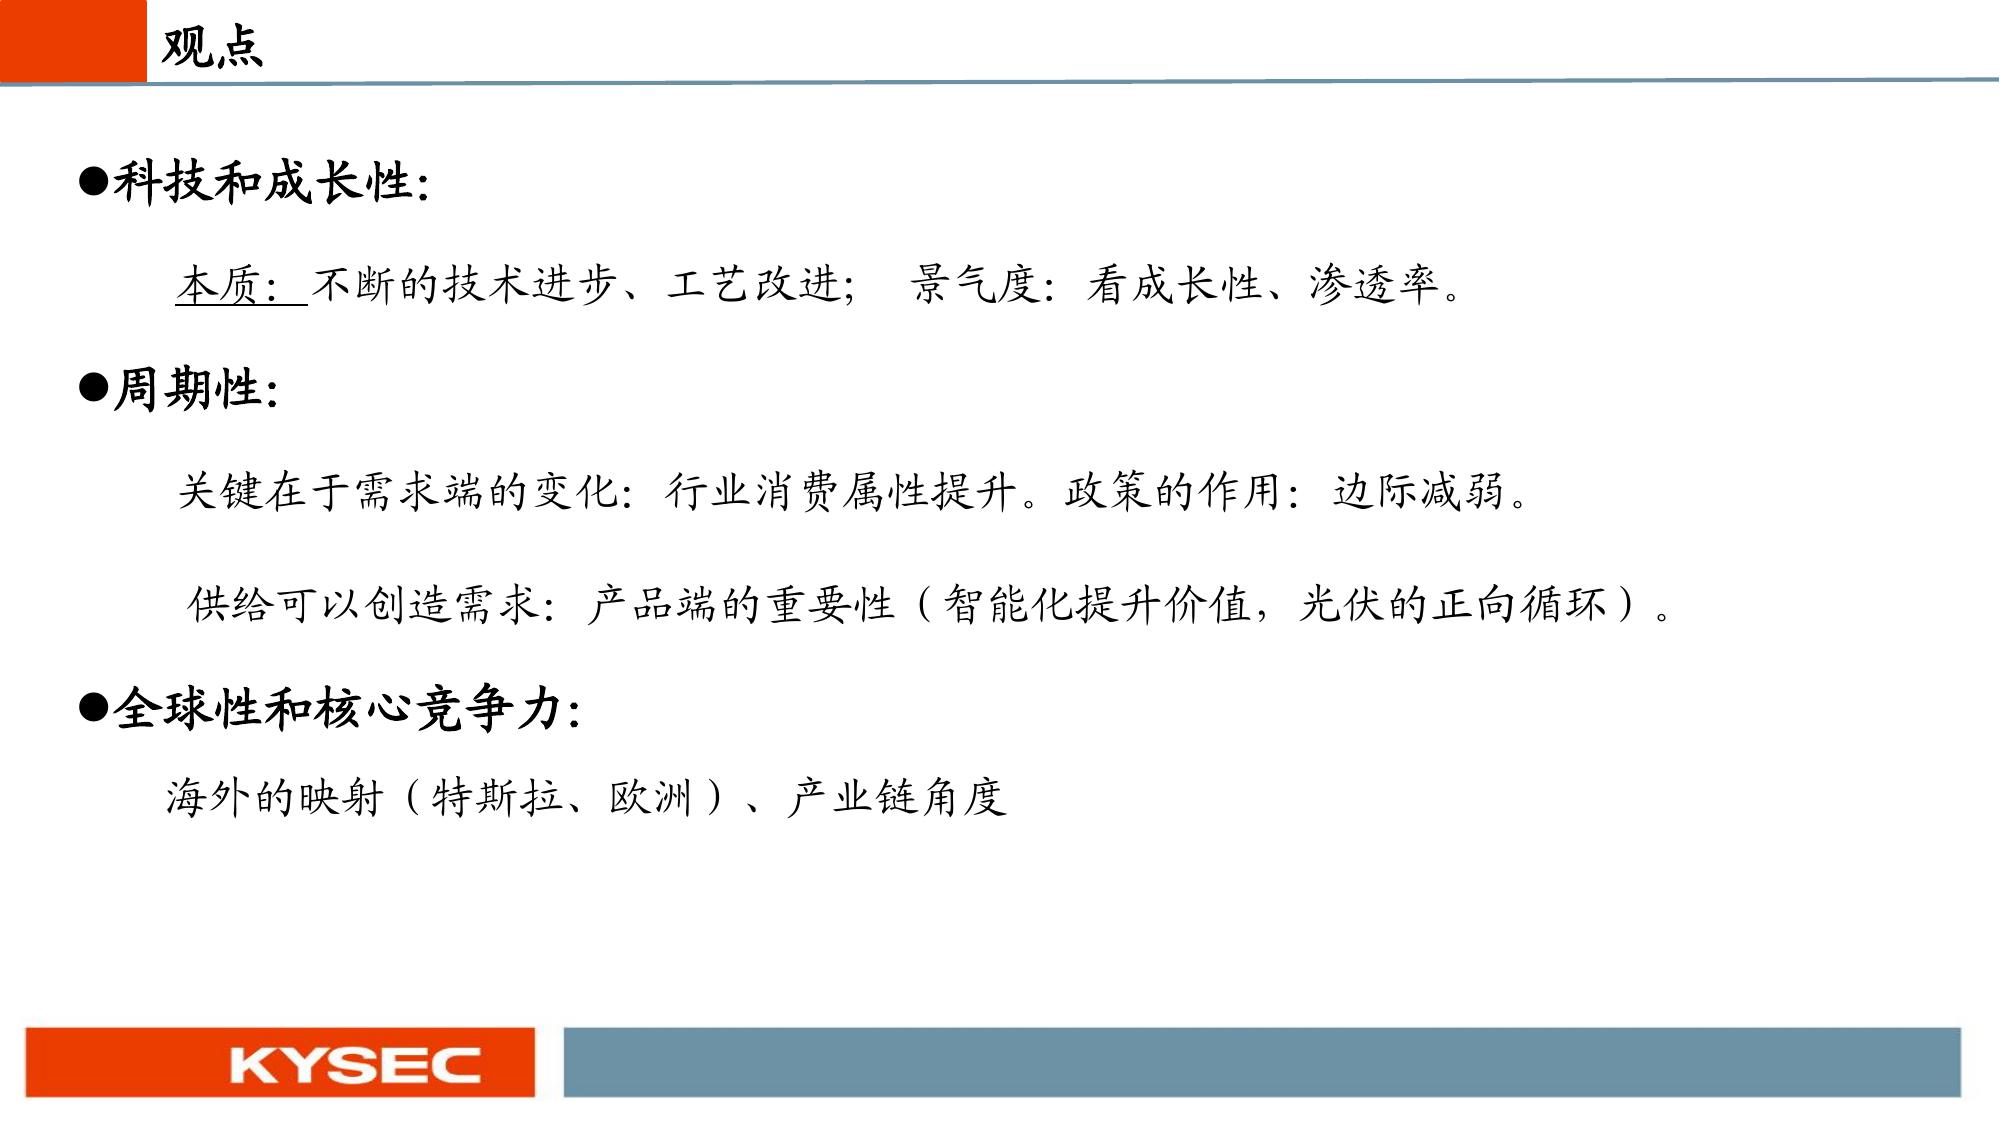 观点
●科技和成长性：
本质：不断的技术进步、工艺改进； 景气度：看成长性、渗透率。
●周期性：
关键在于需求端的变化：行业消费属性提升。政策的作用：边际减弱。
供给可以创造需求：产品端的重要性（智能化提升价值，光伏的正向循环）。
●全球性和核心竞争力：
海外的映射（特斯拉、欧洲）、产业链角度
KYSEC